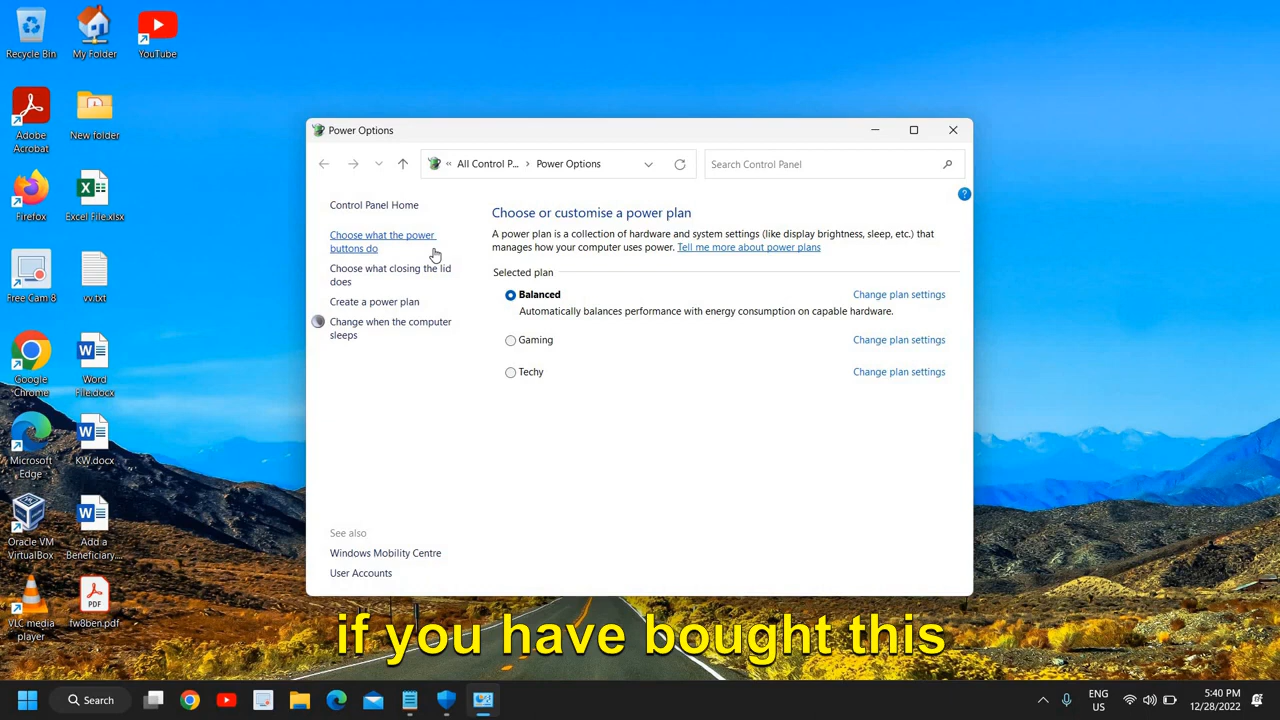 Recycle Bin
My Folder
YouTube
Adobe
Acrobat
New folder
Firefox
Excel File.xlsx
Free Cam 8
vv.txt
Google
Chrome
Word
File.docx
Microsoft
Edge
KW.docx
Oracle VM
VirtualBox
Add a
Beneficiary....
VLC media
player
PDF
fw8ben.pdf
Power Options
« All Control P... › Power Options
Search Control Panel
Control Panel Home
Choose what the power
buttons do
Choose what closing the lid
does
Create a power plan
Change when the computer
sleeps
See also
Windows Mobility Centre
User Accounts
Choose or customise a power plan
A power plan is a collection of hardware and system settings (like display brightness, sleep, etc.) that
manages how your computer uses power. Tell me more about power plans
Selected plan
Balanced Change plan settings
Automatically balances performance with energy consumption on capable hardware.
Gaming Change plan settings
Techy Change plan settings
if you have bought this
Search
ENG
US
5:40 PM
12/28/2022